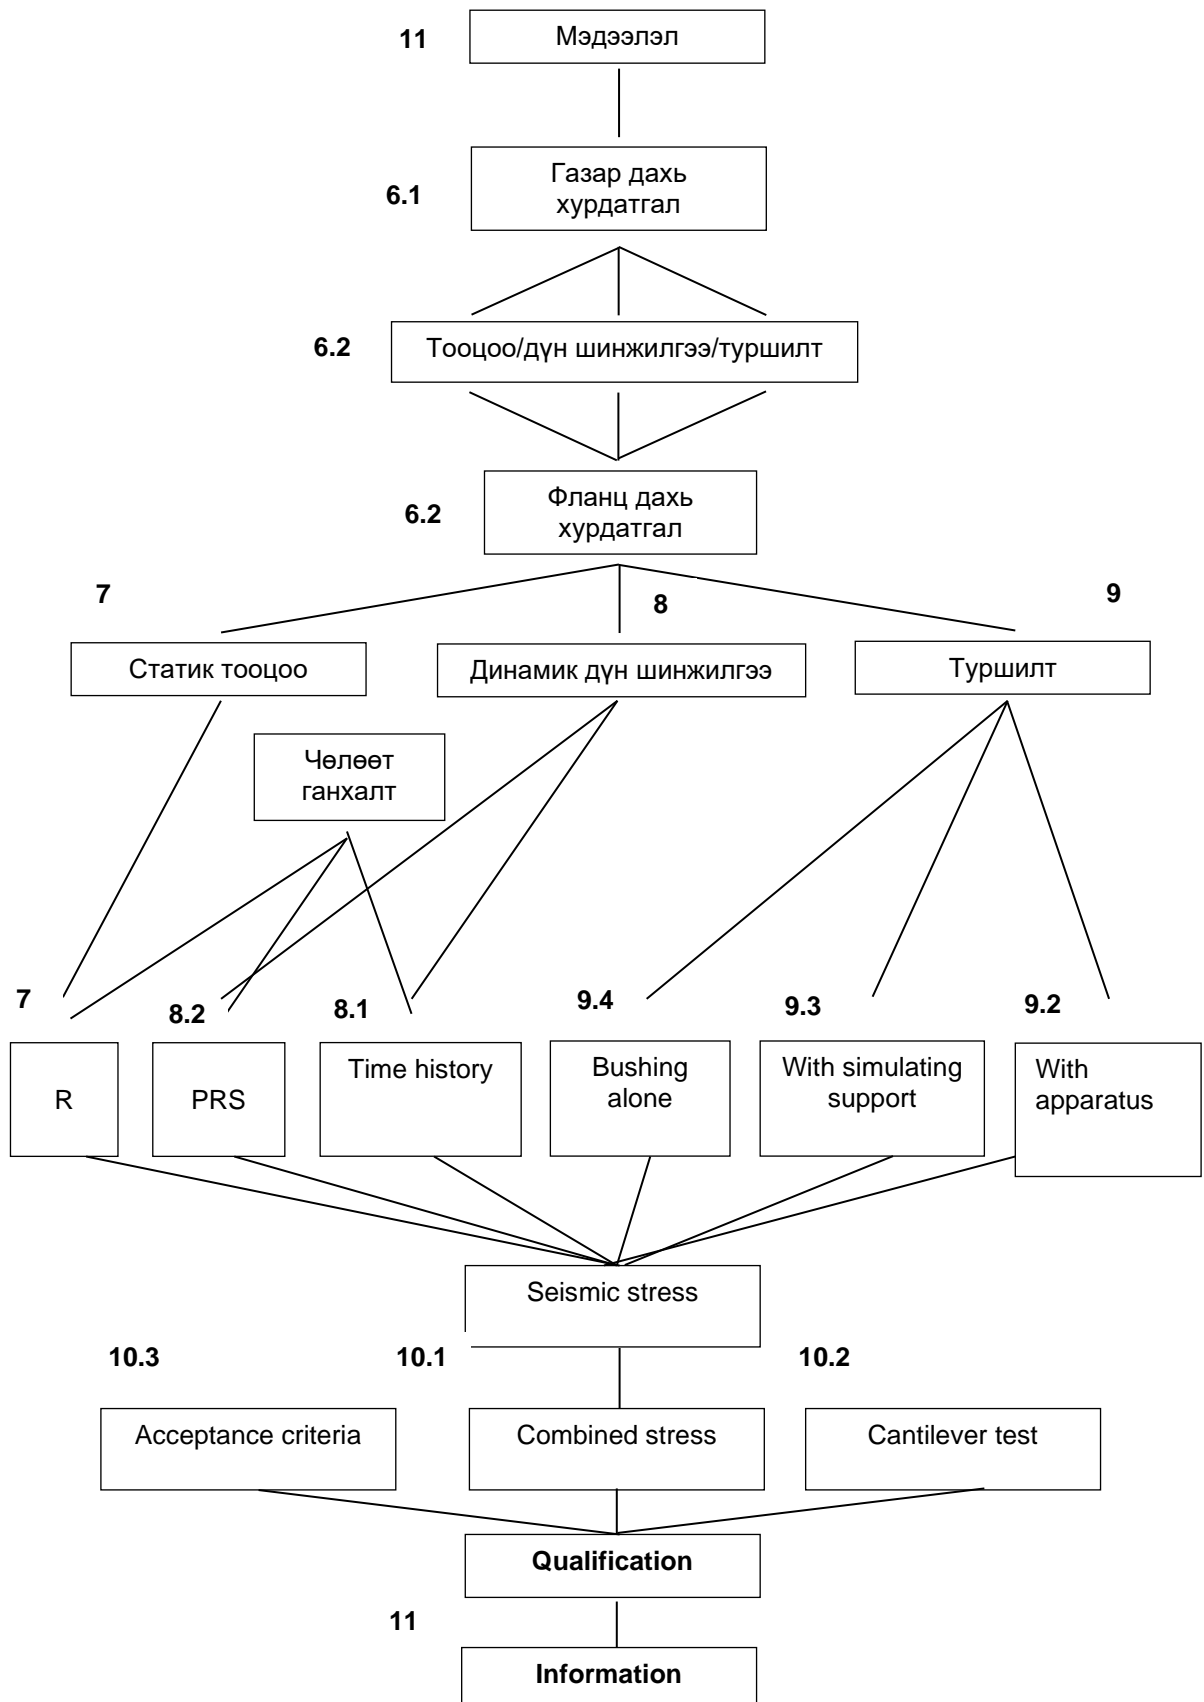 11
Мэдээлэл
6.1
Газар дахь
хурдатгал
6.2
Тооцоо/дүн шинжилгээ/туршилт
6.2
Фланц дахь
хурдатгал
7
8
9
Статик тооцоо
Динамик дүн шинжилгээ
Туршилт
Чөлөөт
ганхалт
7
8.2
8.1
9.4
9.3
9.2
R
PRS
Time history
Bushing
alone
With simulating
support
With
apparatus
Seismic stress
10.3
10.1
10.2
Acceptance criteria
Combined stress
Cantilever test
Qualification
11
Information